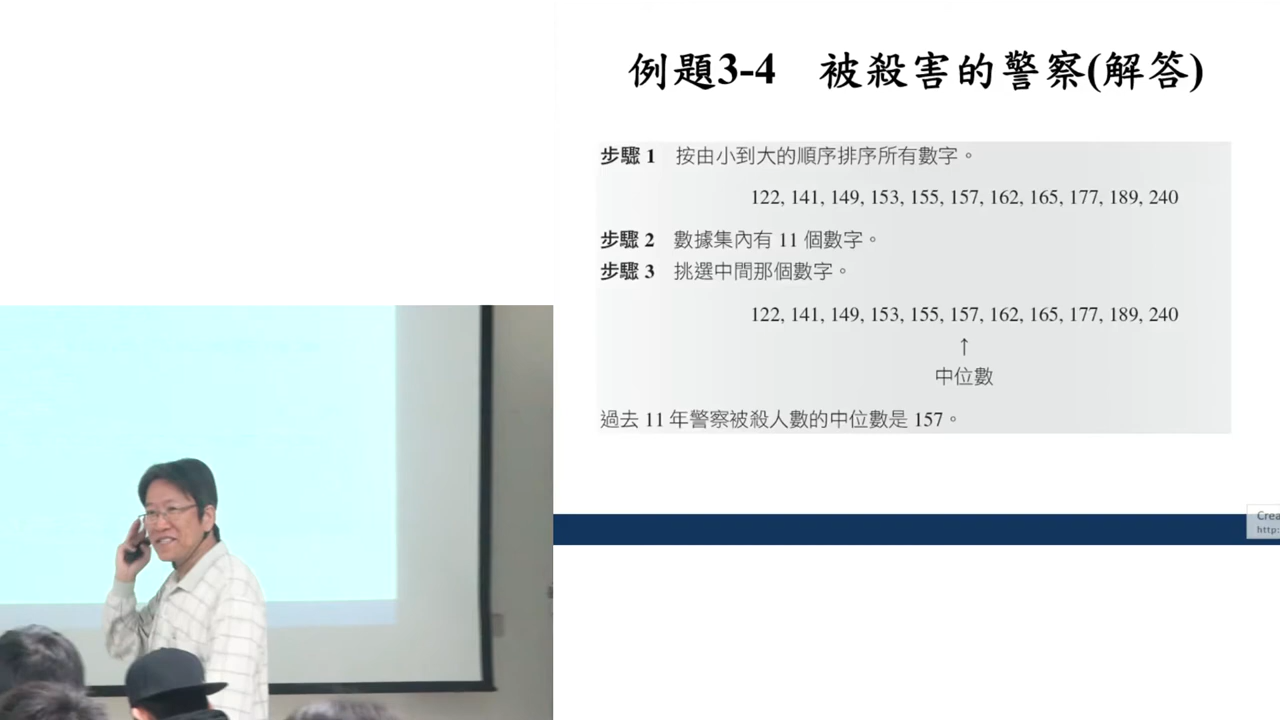 例題3-4 被殺害的警察(解答)
步驟 1 按由小到大的順序排序所有數字。
122, 141, 149, 153, 155, 157, 162, 165, 177, 189, 240
步驟 2 數據集內有 11 個數字。
步驟 3 挑選中間那個數字。
122, 141, 149, 153, 155, 157, 162, 165, 177, 189, 240
↑
中位數
過去 11 年警察被殺人數的中位數是 157。
Crea
http: